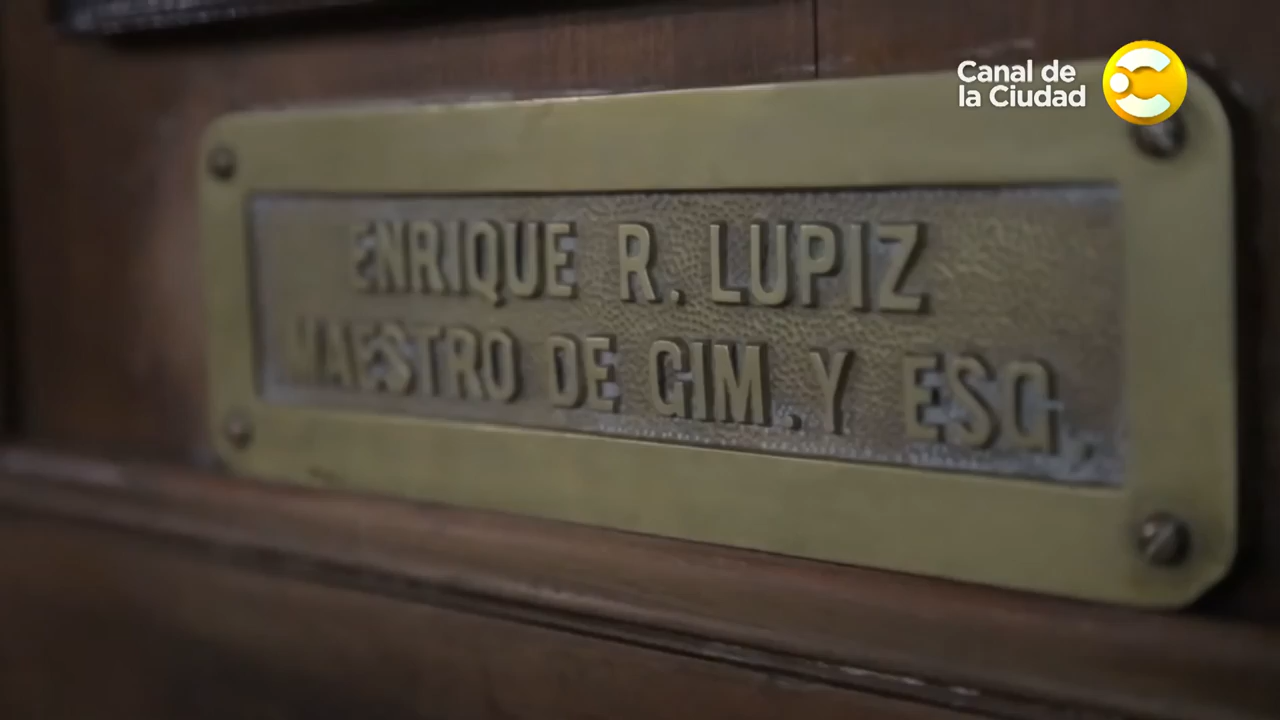 Canal de
la Ciudad
ENRIQUE R. LUPIZ
MAESTRO DE GIM. Y ESG.